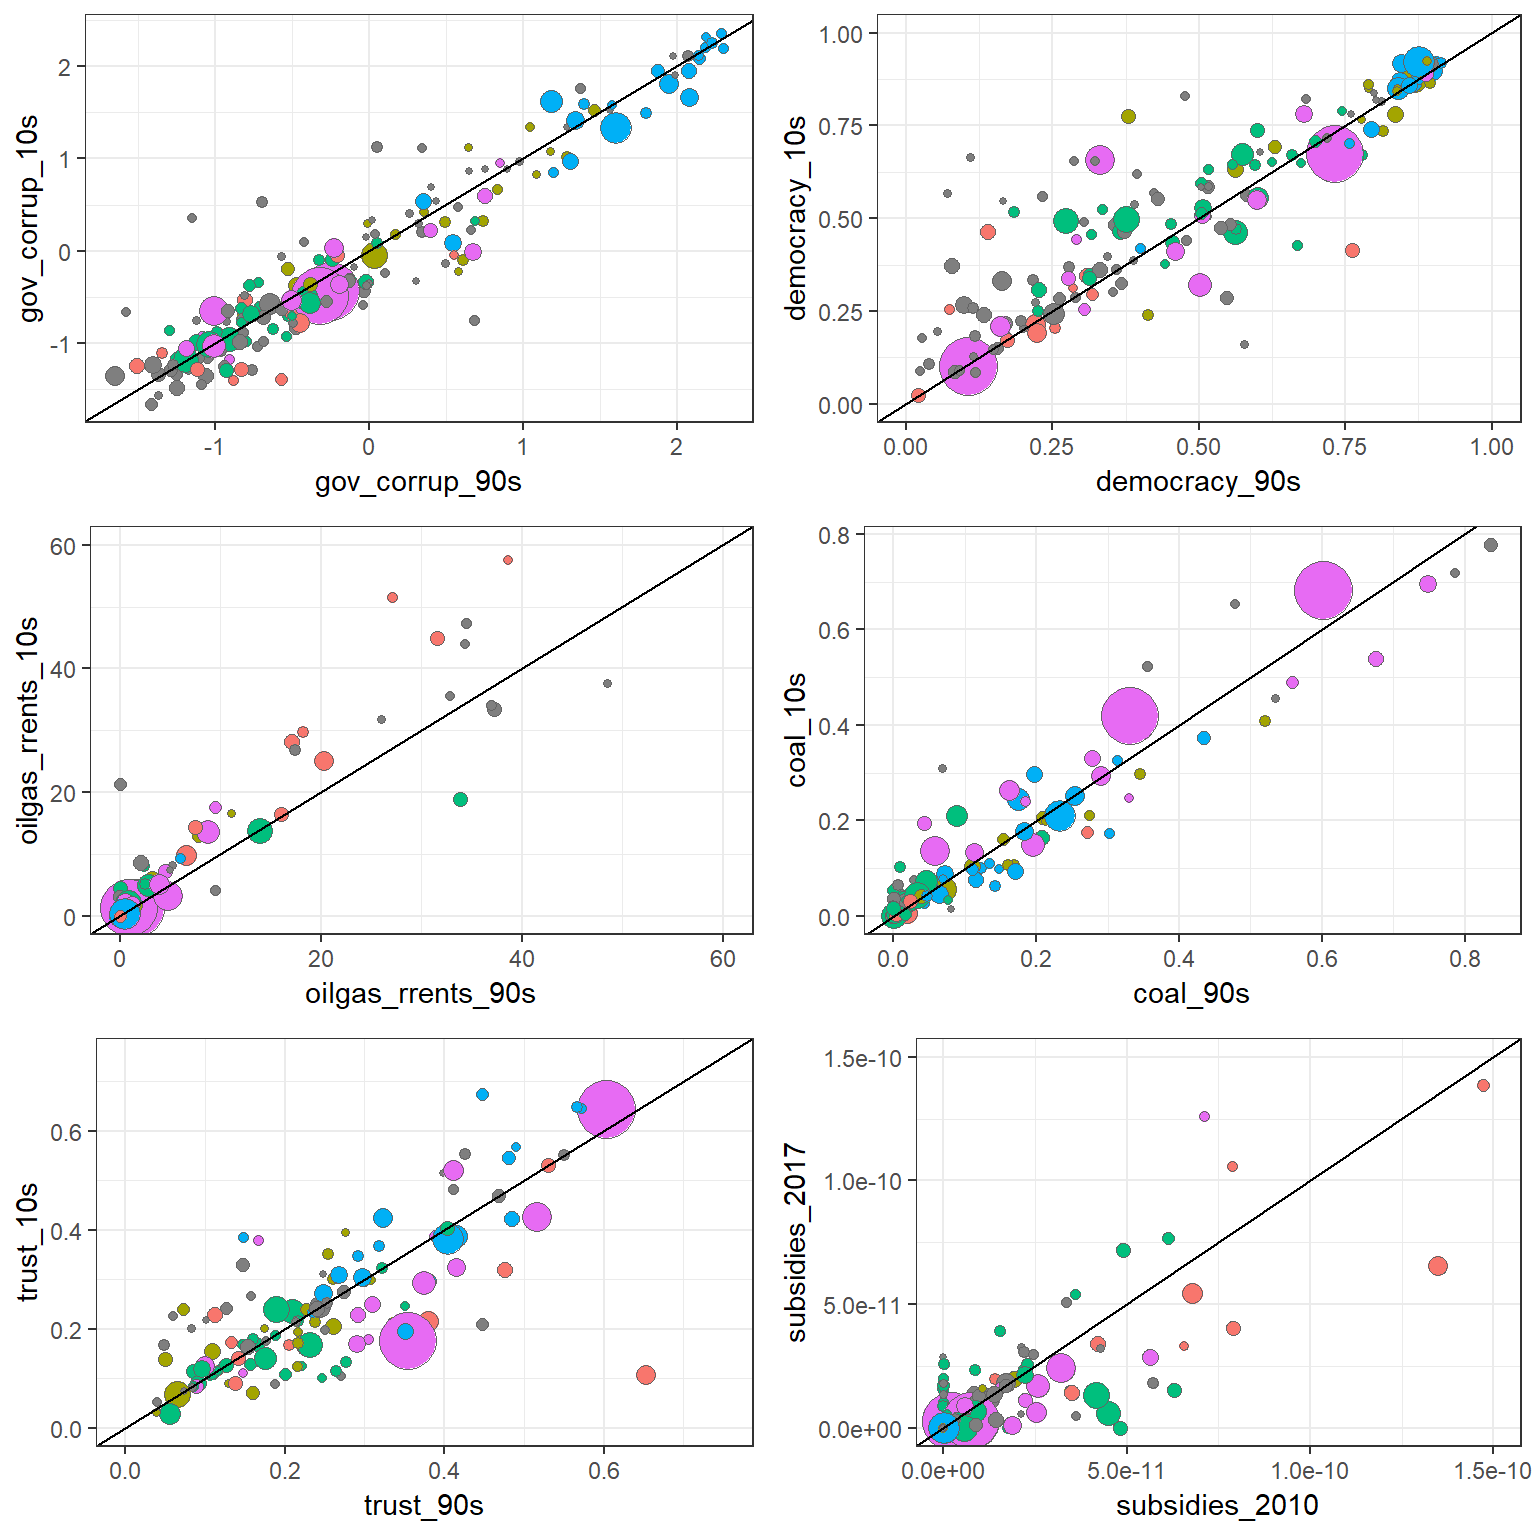 gov_corrup_10s
2
1
0
-1
-1
0
1
2
gov_corrup_90s
democracy_10s
1.00
0.75
0.50
0.25
0.00
0.00
0.25
0.50
0.75
1.00
democracy_90s
oilgas_rrents_10s
60
40
20
0
0
20
40
60
oilgas_rrents_90s
coal_10s
0.8
0.6
0.4
0.2
0.0
0.0
0.2
0.4
0.6
0.8
coal_90s
trust_10s
0.6
0.4
0.2
0.0
0.0
0.2
0.4
0.6
trust_90s
subsidies_2017
1.5e-10
1.0e-10
5.0e-11
0.0e+00
0.0e+00
5.0e-11
1.0e-10
1.5e-10
subsidies_2010